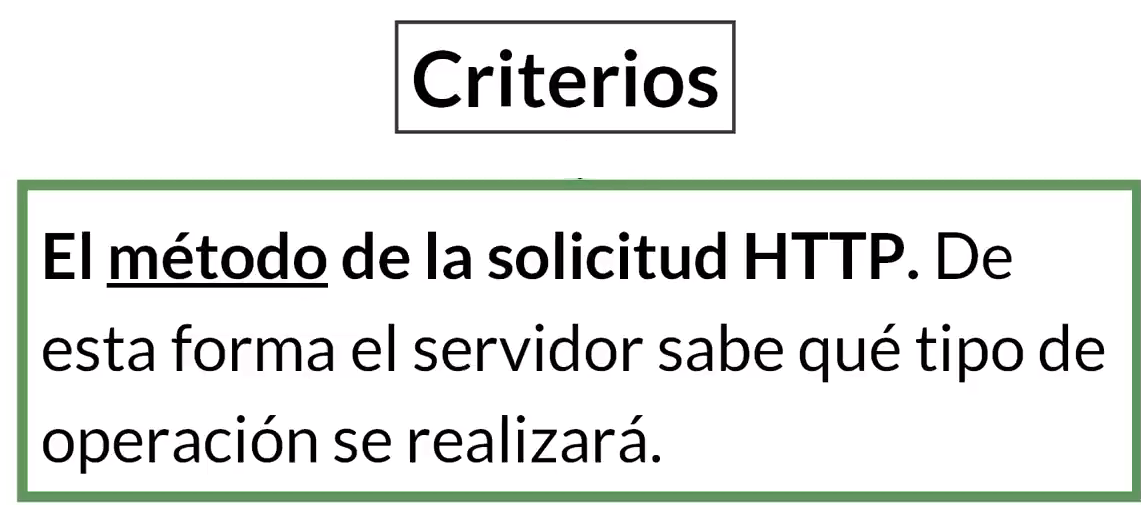 Criterios
El método de la solicitud HTTP. De
esta forma el servidor sabe qué tipo de
operación se realizará.